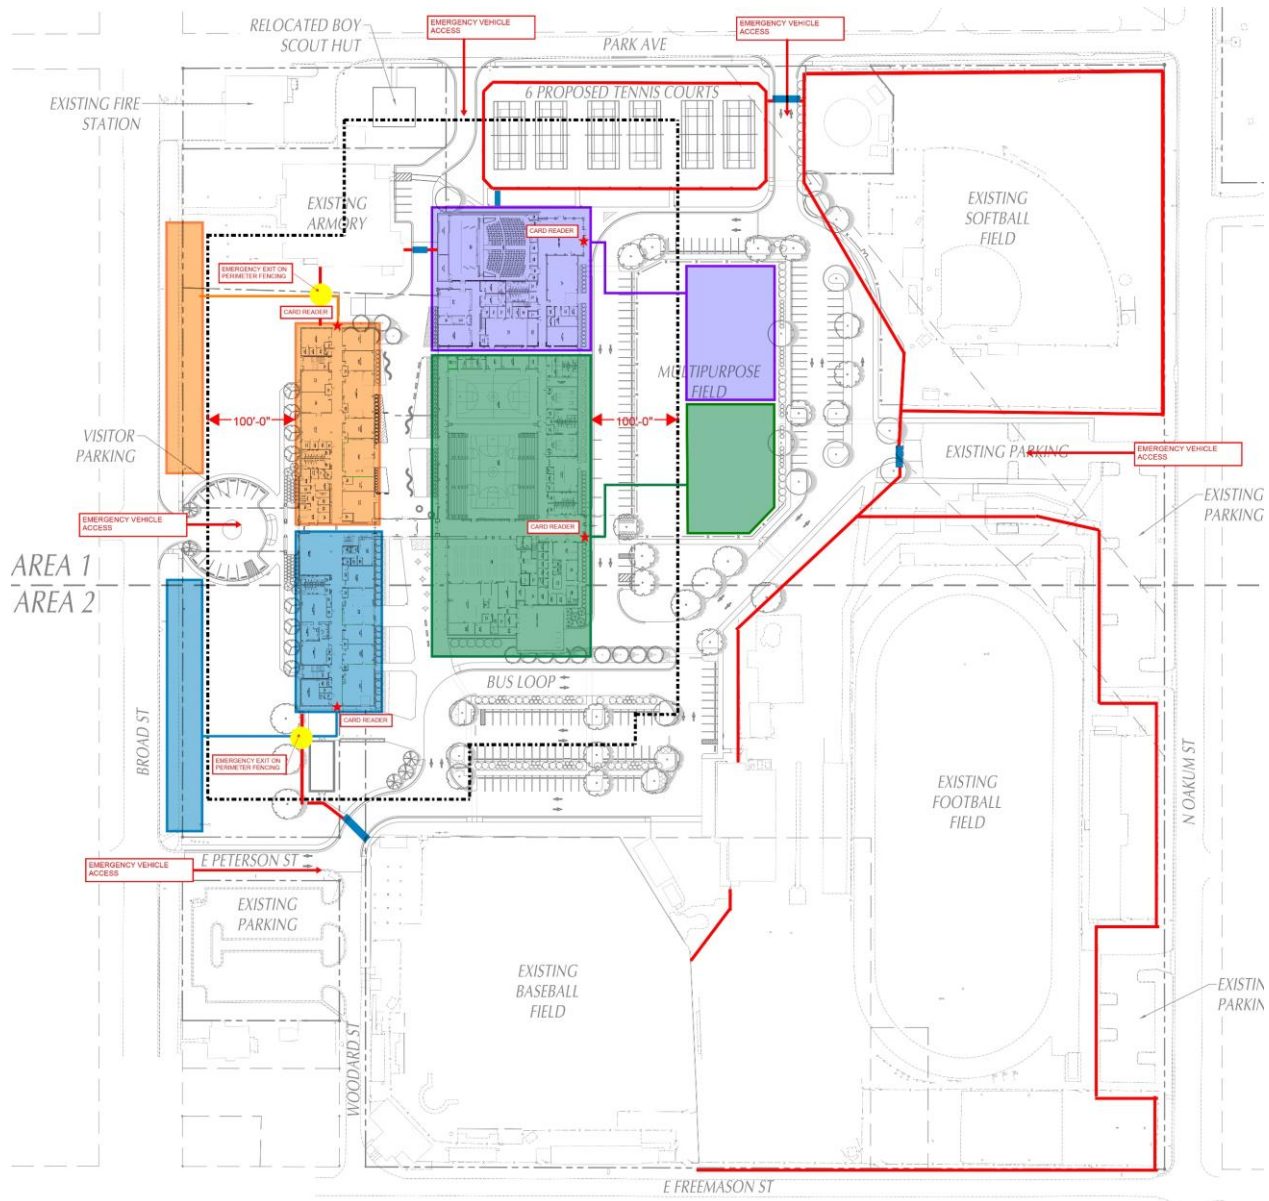 RELOCATED BOY
SCOUT HUT
EMERGENCY VEHICLE
ACCESS
PARK AVE
EMERGENCY VEHICLE
ACCESS
EXISTING FIRE
STATION
6 PROPOSED TENNIS COURTS
EXISTING
ARMORY
EXISTING
SOFTBALL
FIELD
CARD READER
EMERGENCY EXIT ON
PERIMETER FENCING
CARD READER
MULTIPURPOSE
FIELD
100'-0"
100'-0"
VISITOR
PARKING
EXISTING PARKING
EMERGENCY VEHICLE
ACCESS
EXISTING
PARKING
EMERGENCY VEHICLE
ACCESS
CARD READER
AREA 1
AREA 2
BUS LOOP
CARD READER
BROAD ST
EMERGENCY EXIT ON
PERIMETER FENCING
N OAKUM ST
EXISTING
FOOTBALL
FIELD
E PETERSON ST
EMERGENCY VEHICLE
ACCESS
EXISTING
PARKING
EXISTING
BASEBALL
FIELD
EXISTIN
PARKIN
WOODARD ST
E FREEMASON ST